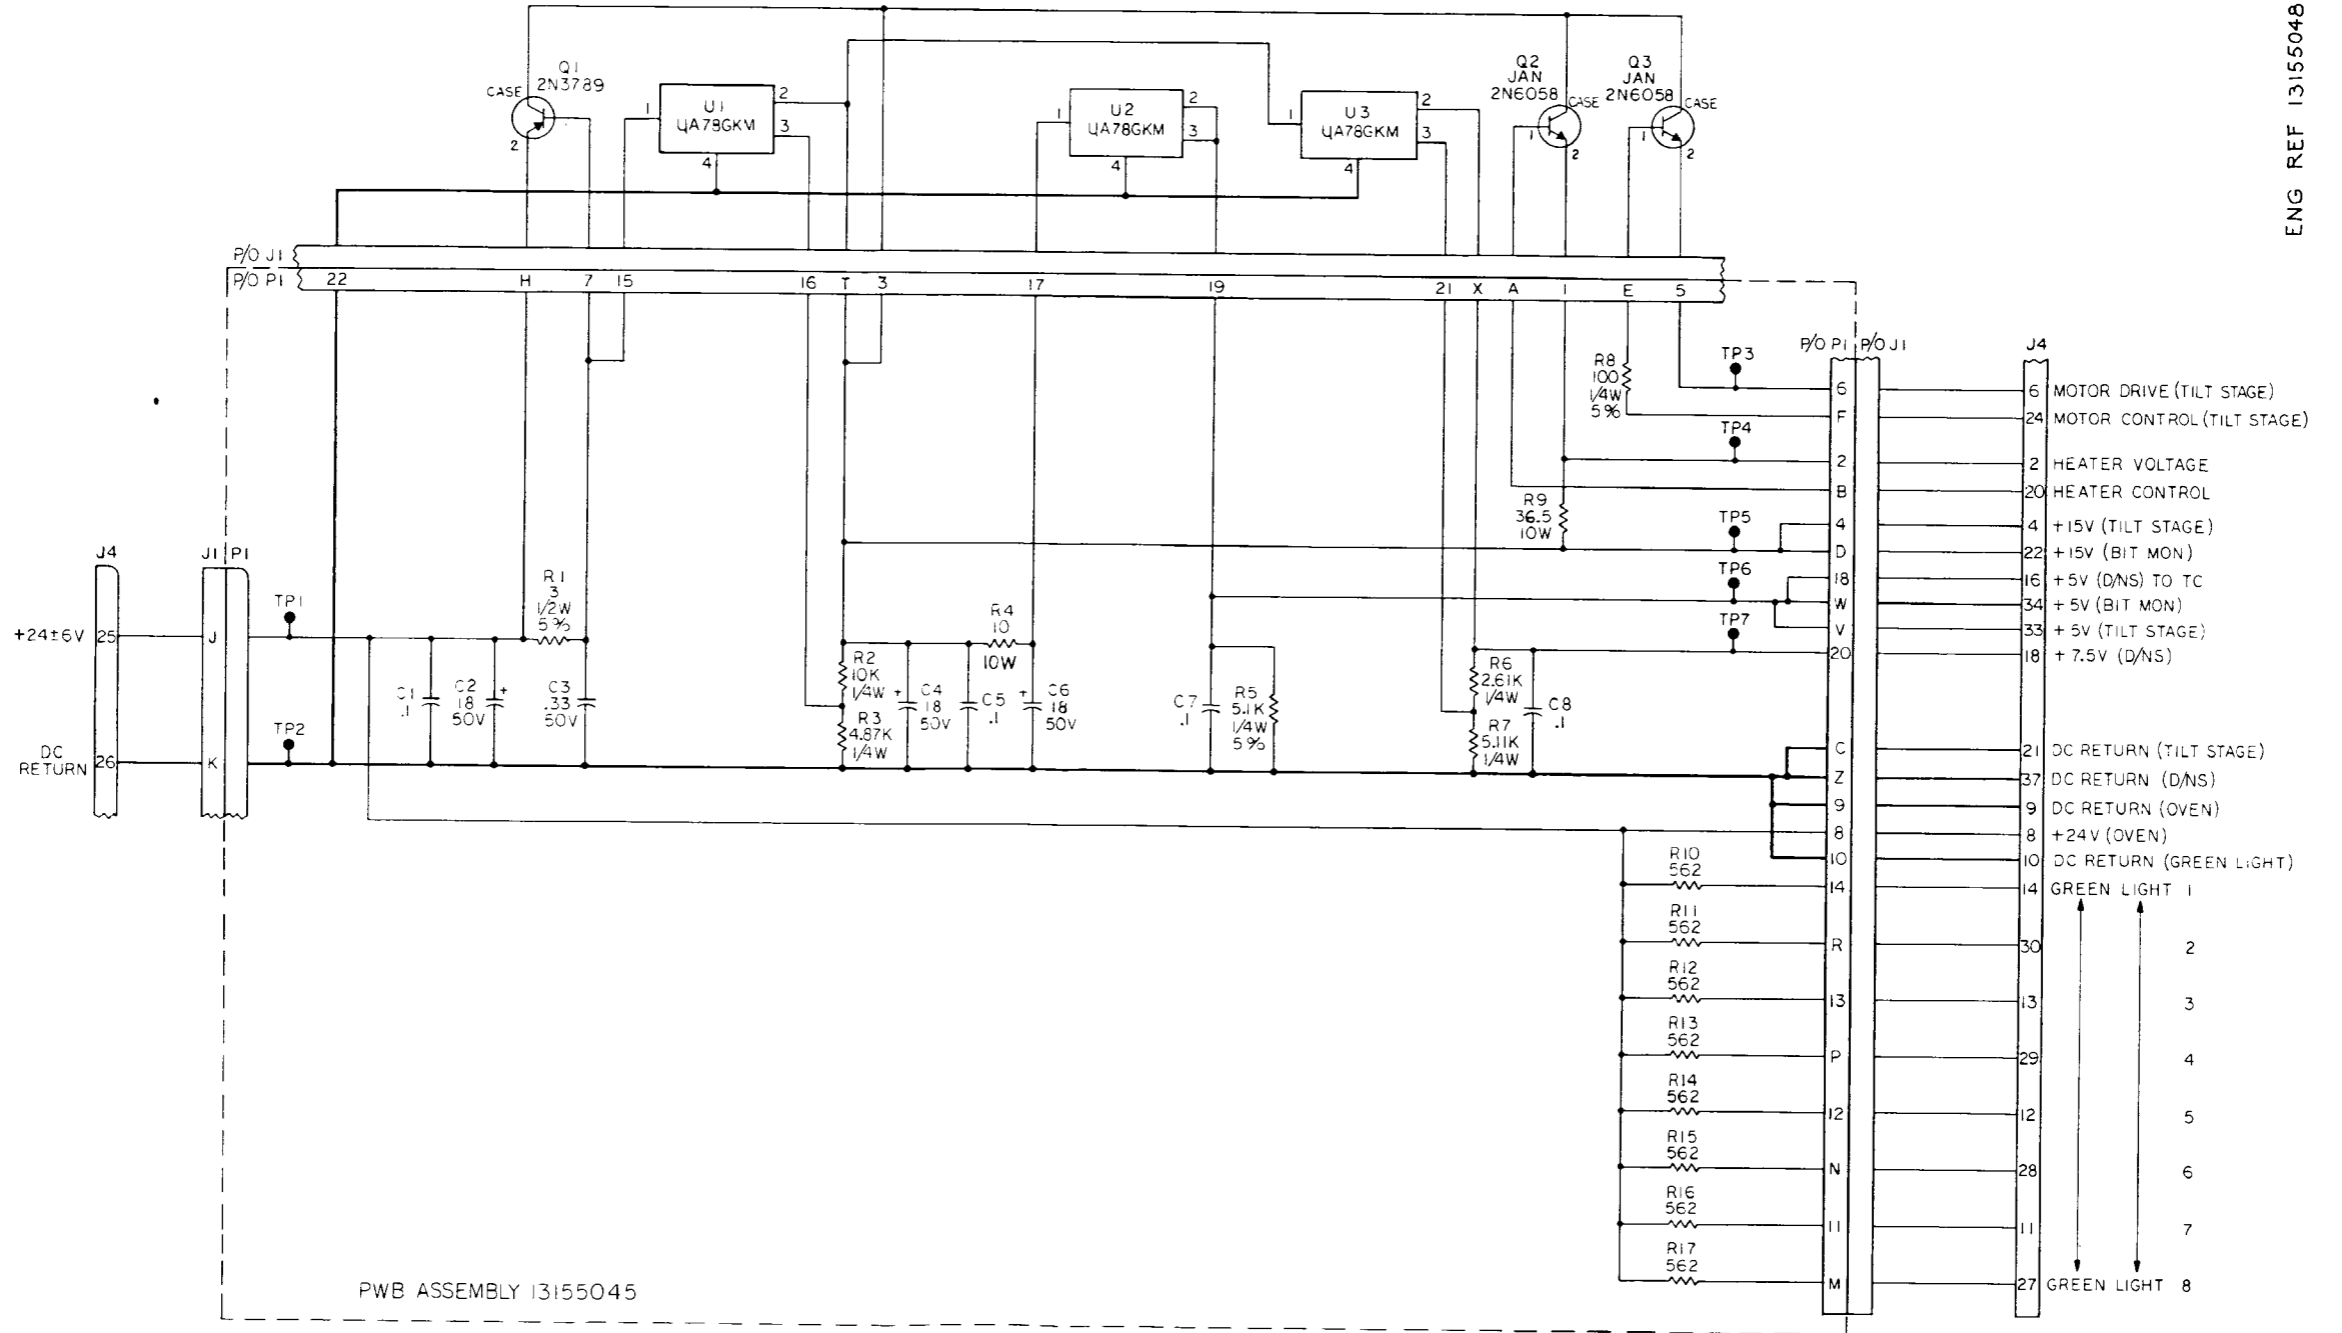 ENG REF 13155048
Q1
2N3789
CASE
2
1
U1
UA78GKM
2
3
4
1
U2
UA78GKM
2
3
4
1
U3
UA78GKM
2
3
4
Q2
JAN
2N6058
CASE
1
2
Q3
JAN
2N6058
CASE
1
2
P/O J1
P/O P1
22 H 7 15 16 T 3 17 19 21 X A 1 E 5
P/O P1 P/O J1
J4
R8
100
1/4W
5%
TP3
6 6 MOTOR DRIVE (TILT STAGE)
F 24 MOTOR CONTROL (TILT STAGE)
TP4
2 2 HEATER VOLTAGE
B 20 HEATER CONTROL
R9
36.5
10W
TP5
4 4 +15V (TILT STAGE)
D 22 +15V (BIT MON)
TP6
18 16 +5V (D/NS) TO TC
W 34 +5V (BIT MON)
V 33 +5V (TILT STAGE)
TP7
20 18 +7.5V (D/NS)
J4
J1 P1
+24±6V 25 J
TP1
DC
RETURN 26 K
TP2
R1
3
1/2W
5%
C1
.1
C2
18
50V
+
C3
.33
50V
R2
10K
1/4W
R3
4.87K
1/4W
+
C4
18
50V
C5
.1
R4
10
10W
+
C6
18
50V
C7
.1
R5
5.1K
1/4W
5%
R6
2.61K
1/4W
R7
5.11K
1/4W
C8
.1
C 21 DC RETURN (TILT STAGE)
Z 37 DC RETURN (D/NS)
9 9 DC RETURN (OVEN)
8 8 +24V (OVEN)
10 10 DC RETURN (GREEN LIGHT)
R10
562
14 14 GREEN LIGHT 1
R11
562
R 30 2
R12
562
13 13 3
R13
562
P 29 4
R14
562
12 12 5
R15
562
N 28 6
R16
562
11 11 7
R17
562
M 27 GREEN LIGHT 8
PWB ASSEMBLY 13155045